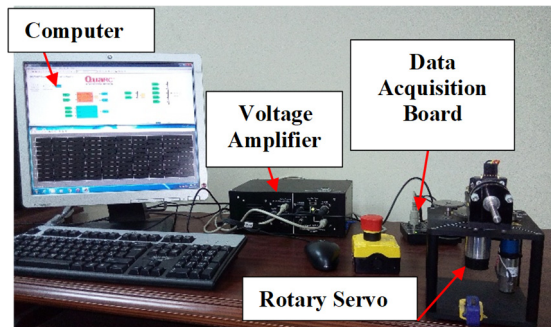 Computer
Voltage
Amplifier
Data
Acquisition
Board
Rotary Servo